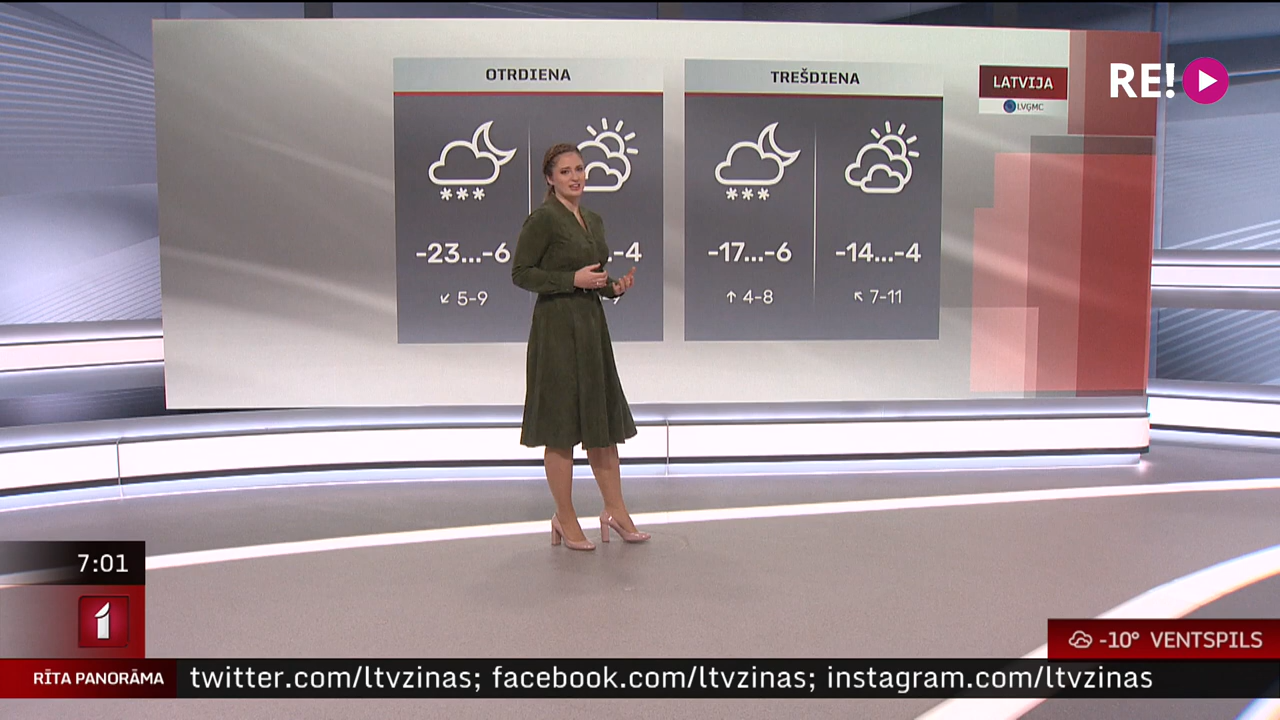 OTRDIENA
TREŠDIENA
LATVIJA
LVĢMC
RE!
-23...-6
.-4
-17...-6
-14...-4
↙ 5-9
↑ 4-8
↖ 7-11
7:01
1
-10° VENTSPILS
RĪTA PANORĀMA
twitter.com/ltvzinas; facebook.com/ltvzinas; instagram.com/ltvzinas